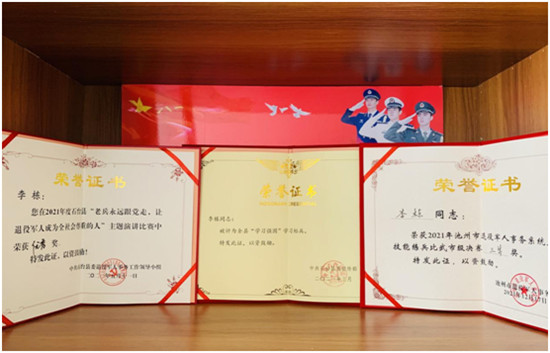 八一
荣誉证书
李栋:
您在2021年度石台县“老兵永远跟党走,让
退役军人成为全社会尊重的人”主题演讲比赛中
荣获 奖
特发此证,以资鼓励!
荣誉证书
李栋同志:
被评为全县“学习强国”学习标兵,
特发此证,以资鼓励。
荣誉证书
李栋 同志:
荣获2021年池州市退役军人事务系统
技能练兵比武市级决赛 三等 奖。
特发此证,以资鼓励。